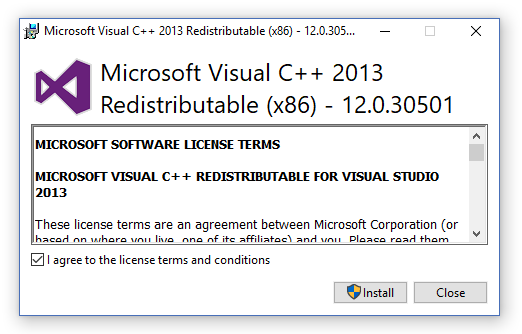 Microsoft Visual C++ 2013 Redistributable (x86) - 12.0.305...
Microsoft Visual C++ 2013
Redistributable (x86) - 12.0.30501
MICROSOFT SOFTWARE LICENSE TERMS
MICROSOFT VISUAL C++ REDISTRIBUTABLE FOR VISUAL STUDIO
2013
These license terms are an agreement between Microsoft Corporation (or
based on where you live, one of its affiliates) and you. Please read them
I agree to the license terms and conditions
Install
Close